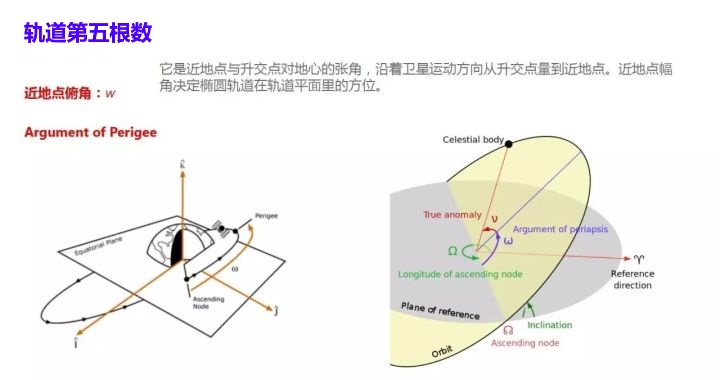 轨道第五根数
它是近地点与升交点对地心的张角，沿着卫星运动方向从升交点量到近地点。近地点幅
角决定椭圆轨道在轨道平面里的方位。
近地点俯角：w
Argument of Perigee
k̂
Equatorial Plane
Perigee
ω
Ascending
Node
Ĵ
Î
Celestial body
True anomaly
ν
Argument of periapsis
Ω
ω
♈
Longitude of ascending node
Reference
direction
Plane of reference
i
Inclination
☊
Ascending node
Orbit